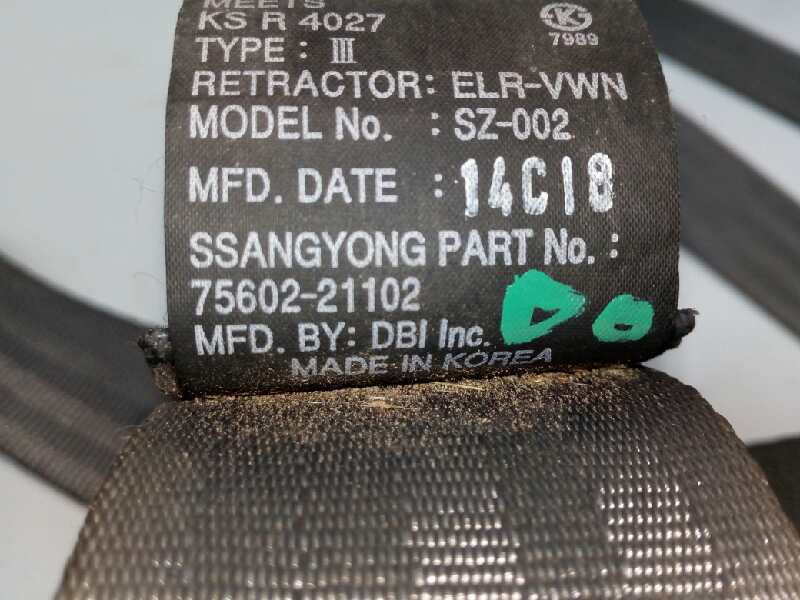 MEETS
KS R 4027
7989
TYPE: III
RETRACTOR: ELR-VWN
MODEL No. : SZ-002
MFD. DATE : 14C18
SSANGYONG PART No. :
75602-21102
MFD. BY: DBI Inc.
MADE IN KOREA